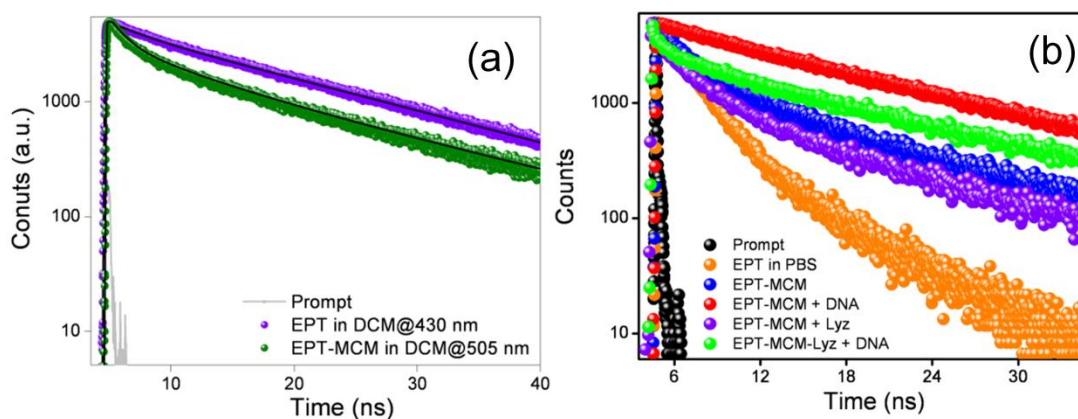 (a)
1000
100
10
Conuts (a.u.)
Prompt
EPT in DCM@430 nm
EPT-MCM in DCM@505 nm
10
20
30
40
Time (ns)
(b)
1000
100
10
Counts
Prompt
EPT in PBS
EPT-MCM
EPT-MCM + DNA
EPT-MCM + Lyz
EPT-MCM-Lyz + DNA
6
12
18
24
30
Time (ns)